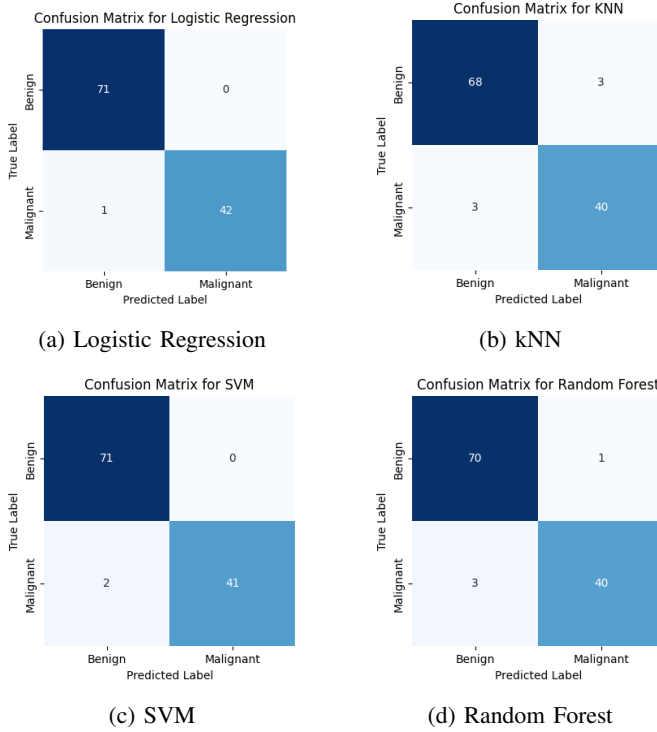 Confusion Matrix for Logistic Regression
True Label
Benign
Malignant
71 0
1 42
Benign Malignant
Predicted Label
(a) Logistic Regression
Confusion Matrix for KNN
True Label
Benign
Malignant
68 3
3 40
Benign Malignant
Predicted Label
(b) kNN
Confusion Matrix for SVM
True Label
Benign
Malignant
71 0
2 41
Benign Malignant
Predicted Label
(c) SVM
Confusion Matrix for Random Forest
True Label
Benign
Malignant
70 1
3 40
Benign Malignant
Predicted Label
(d) Random Forest